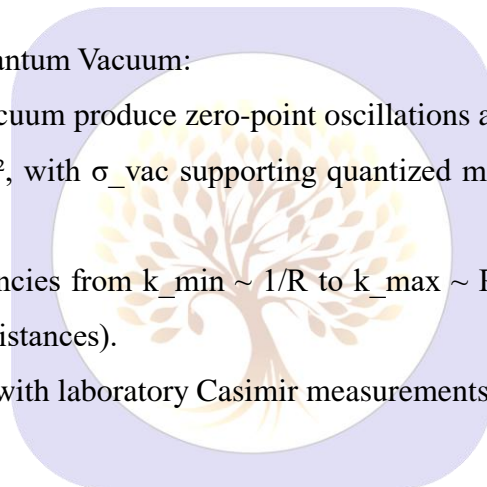 antum Vacuum:
cuum produce zero-point oscillations a
², with σ_vac supporting quantized m
ncies from k_min ~ 1/R to k_max ~
istances).
with laboratory Casimir measurements